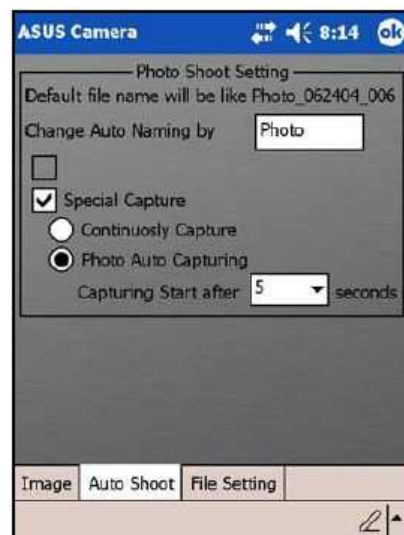 ASUS Camera 8:14 ok
Photo Shoot Setting
Default file name will be like Photo_062404_006
Change Auto Naming by Photo
Special Capture
Continuosly Capture
Photo Auto Capturing
Capturing Start after 5 seconds
Image Auto Shoot File Setting